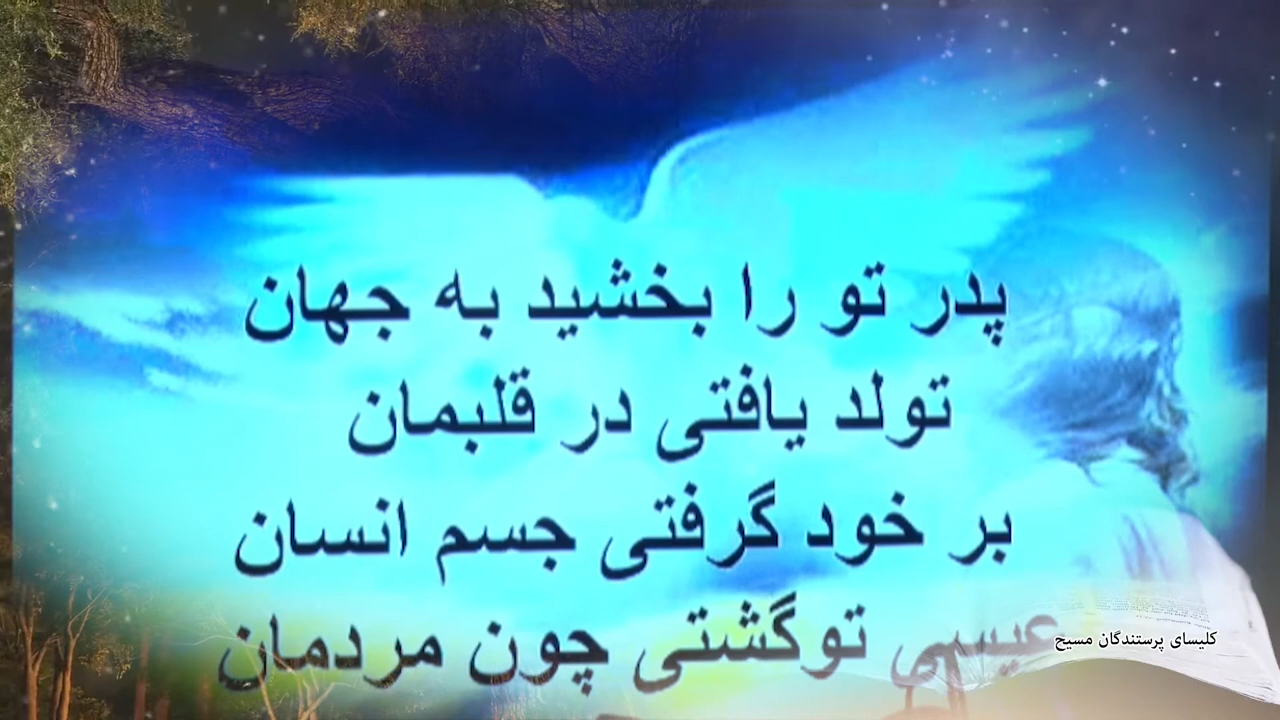 پدر تو را بخشید به جهان
تولد یافتی در قلبمان
بر خود گرفتی جسم انسان
عیسی توگشتی چون مردمان
کلیسای پرستندگان مسیح